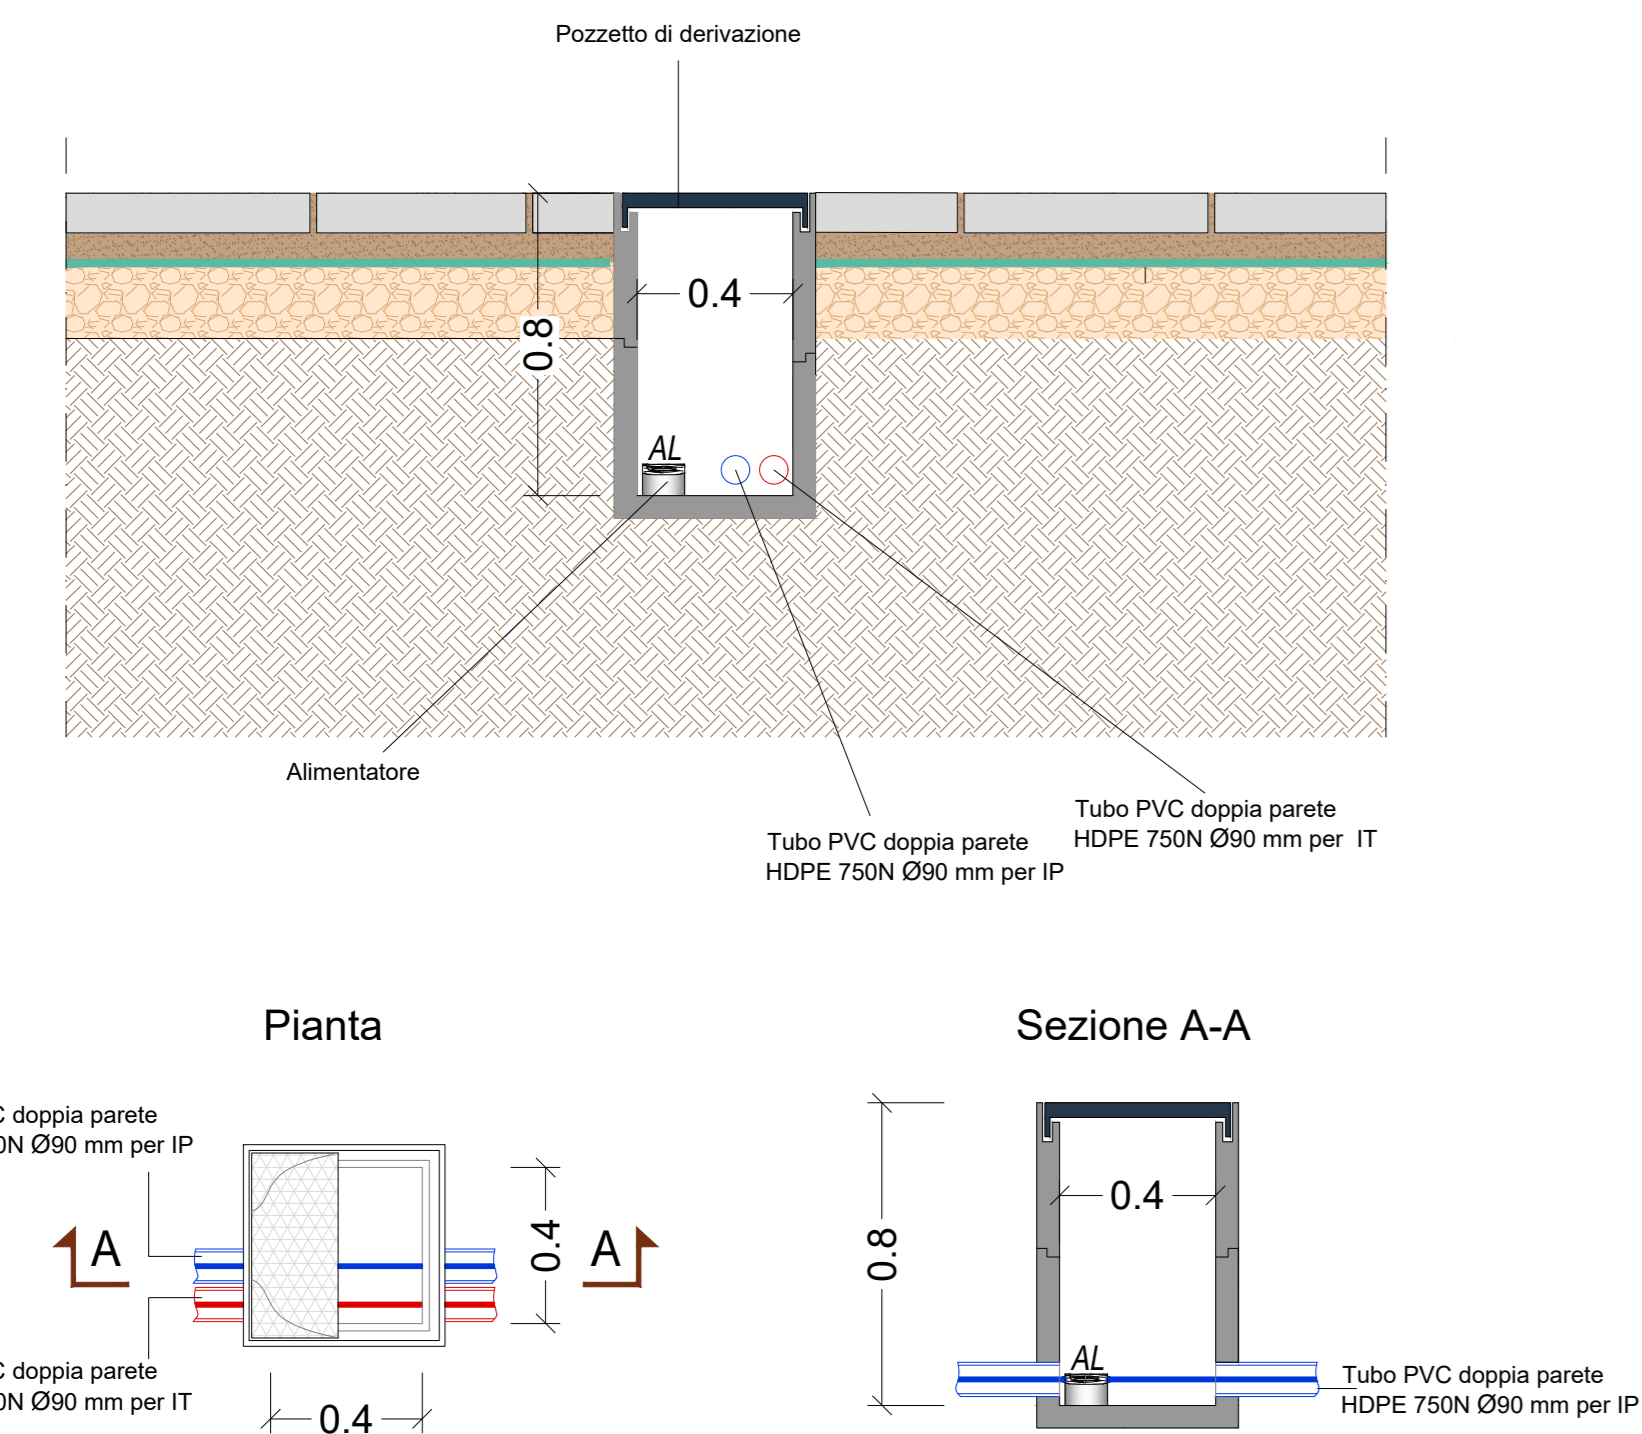 Pozzetto di derivazione
0.4
0.8
AL
Alimentatore
Tubo PVC doppia parete
HDPE 750N Ø90 mm per IP
Tubo PVC doppia parete
HDPE 750N Ø90 mm per IT
Pianta
doppia parete
Ø90 mm per IP
A
A
0.4
doppia parete
Ø90 mm per IT
0.4
Sezione A-A
0.8
0.4
AL
Tubo PVC doppia parete
HDPE 750N Ø90 mm per IP